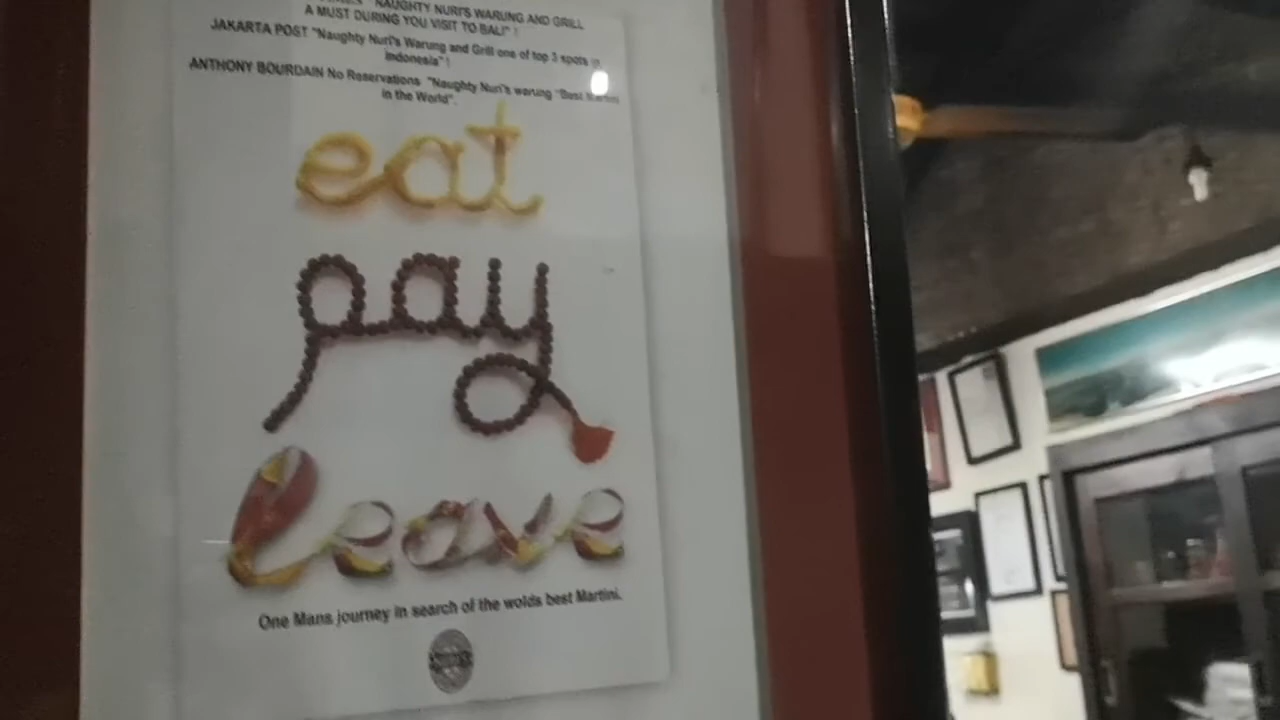 NAUGHTY NURI'S WARUNG AND GRILL
A MUST DURING YOU VISIT TO BALI" !
JAKARTA POST "Naughty Nuri's Warung and Grill one of top 3 spots in
Indonesia" !
ANTHONY BOURDAIN No Reservations "Naughty Nuri's warung "Best Martini
in the World".
eat
pay
leave
One Mans journey in search of the wolds best Martini.